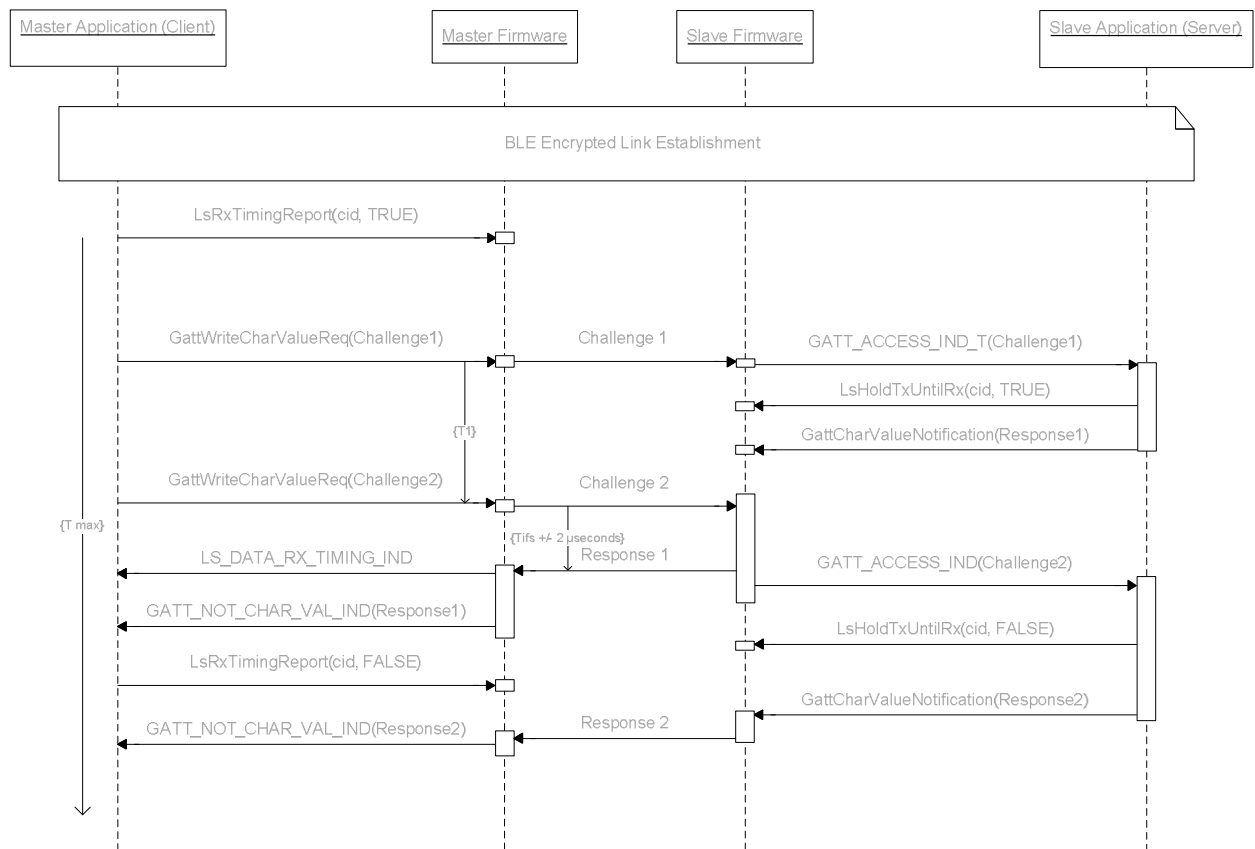 Master Application (Client)
Master Firmware
Slave Firmware
Slave Application (Server)
BLE Encrypted Link Establishment
LsRxTimingReport(cid, TRUE)
GattWriteCharValueReq(Challenge1)
Challenge 1
GATT_ACCESS_IND_T(Challenge1)
LsHoldTxUntilRx(cid, TRUE)
{T1}
GattCharValueNotification(Response1)
GattWriteCharValueReq(Challenge2)
Challenge 2
{T max}
{Tifs +/- 2 µseconds}
LS_DATA_RX_TIMING_IND
Response 1
GATT_ACCESS_IND(Challenge2)
GATT_NOT_CHAR_VAL_IND(Response1)
LsHoldTxUntilRx(cid, FALSE)
LsRxTimingReport(cid, FALSE)
GattCharValueNotification(Response2)
GATT_NOT_CHAR_VAL_IND(Response2)
Response 2